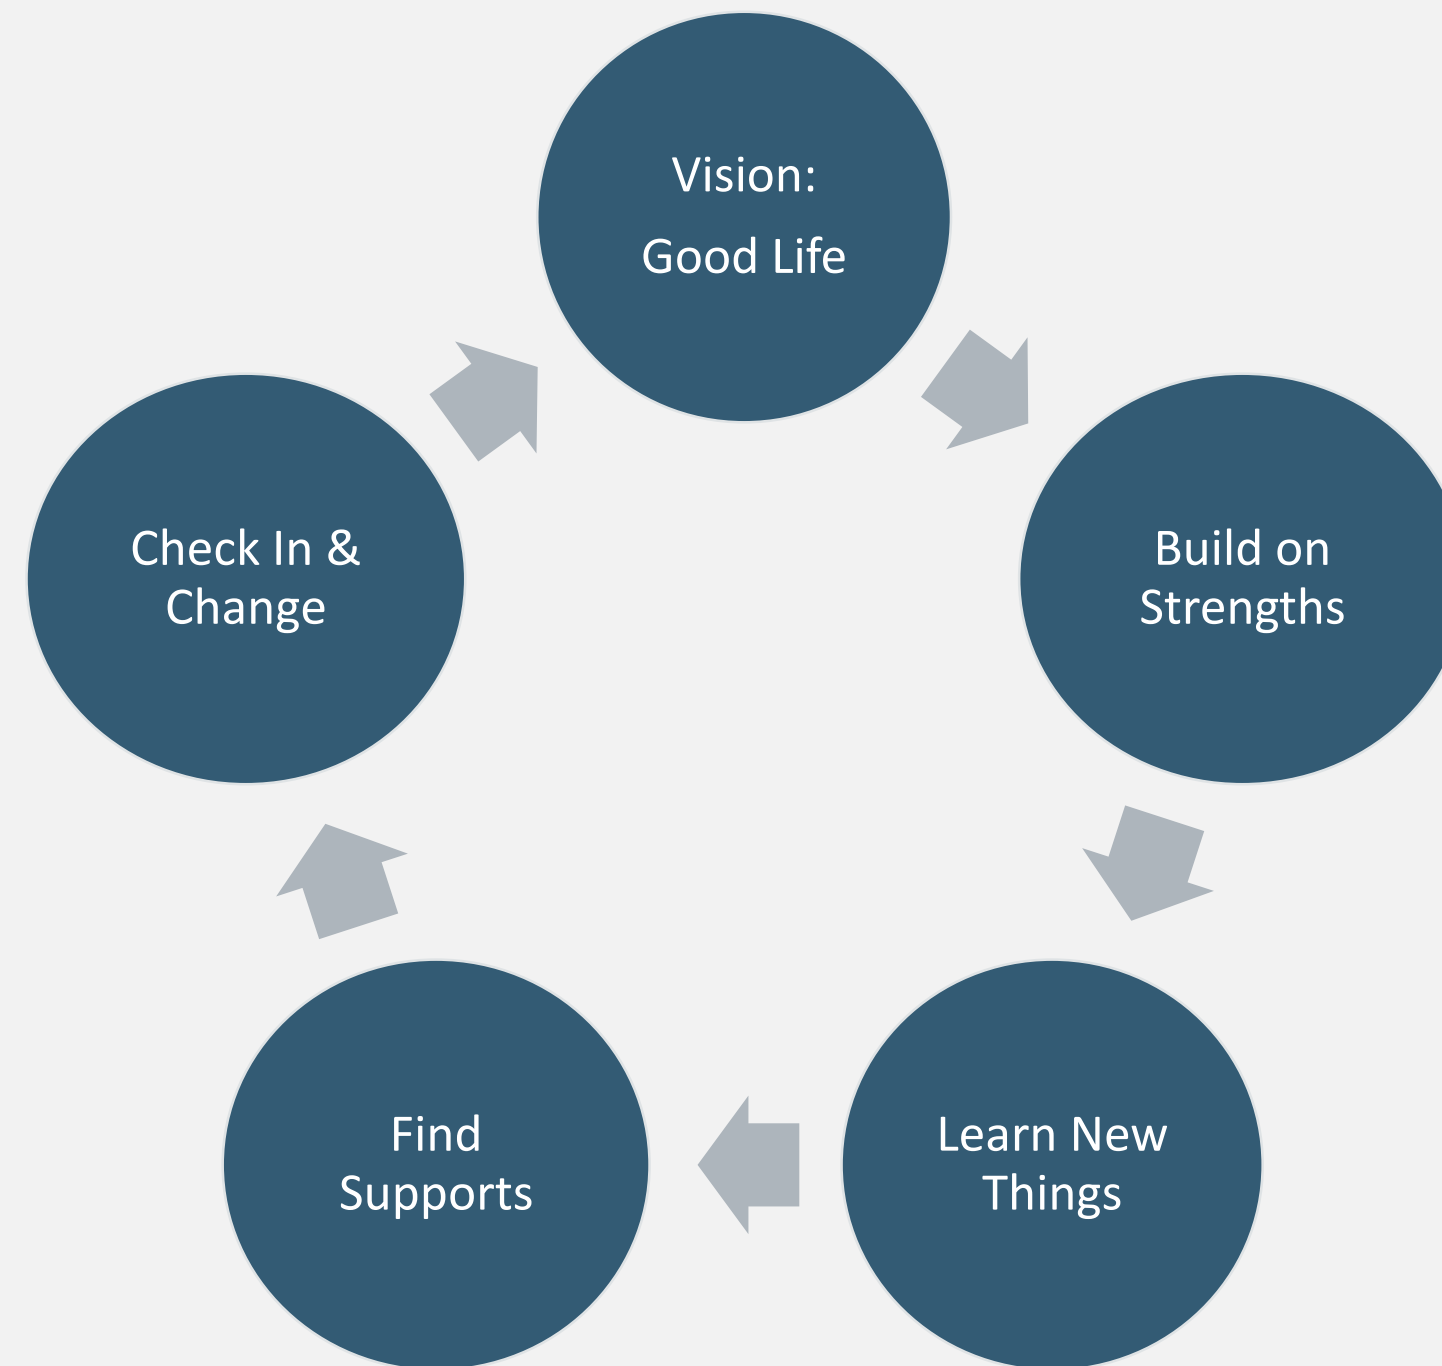 Vision:
Good Life
Build on
Strengths
Learn New
Things
Find
Supports
Check In &
Change